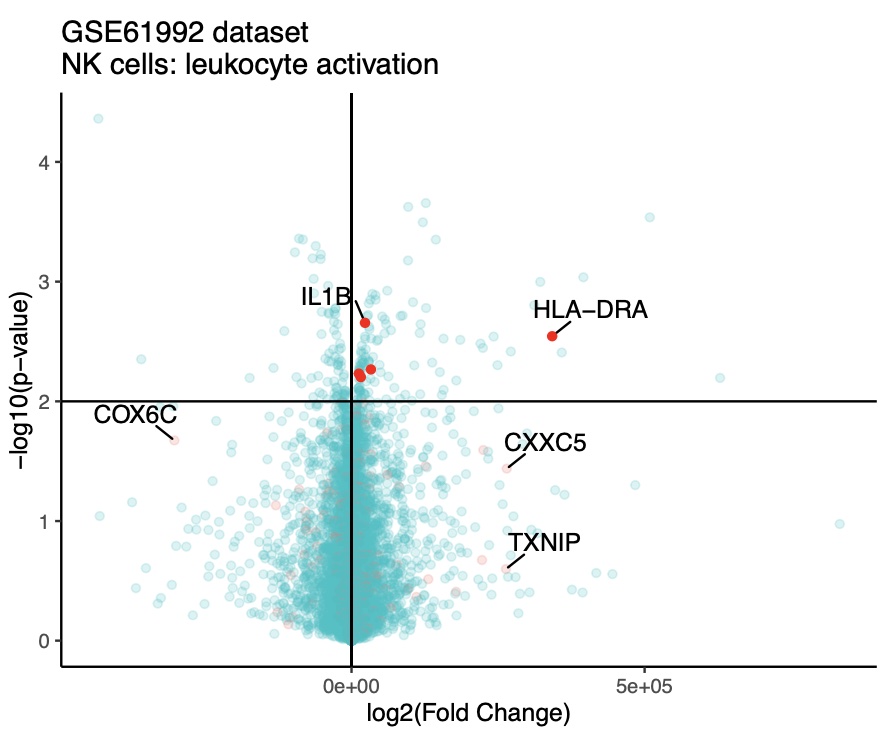 GSE61992 dataset
NK cells: leukocyte activation
4
3
2
1
0
−log10(p−value)
IL1B
HLA−DRA
COX6C
CXXC5
TXNIP
0e+00
5e+05
log2(Fold Change)